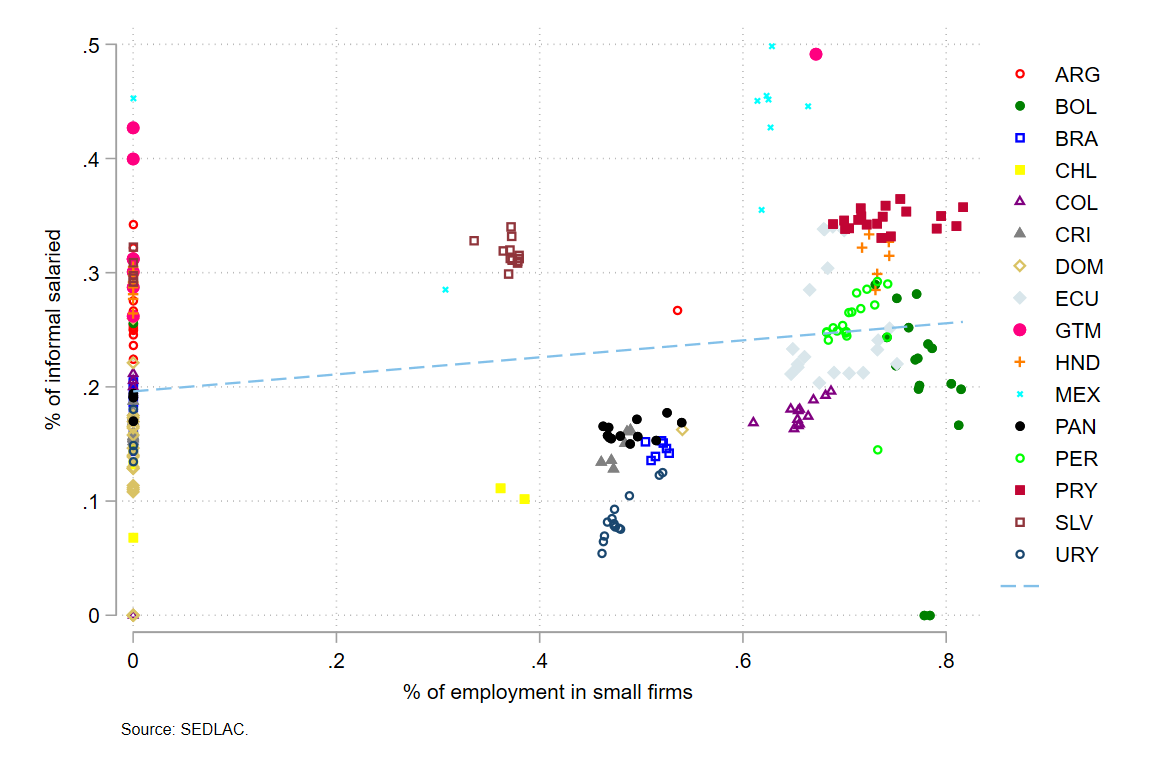 .5
.4
.3
.2
.1
0
% of informal salaried
0
.2
.4
.6
.8
% of employment in small firms
ARG
BOL
BRA
CHL
COL
CRI
DOM
ECU
GTM
HND
MEX
PAN
PER
PRY
SLV
URY
Source: SEDLAC.